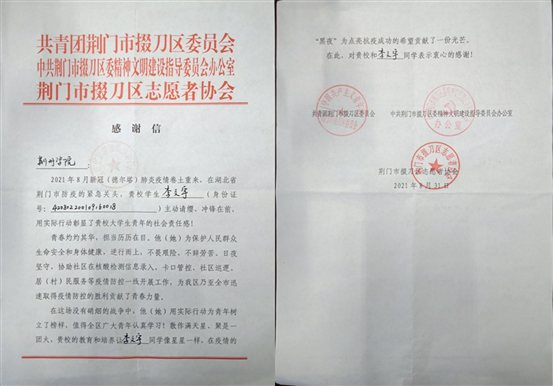 共青团荆门市掇刀区委员会
中共荆门市掇刀区委精神文明建设指导委员会办公室
荆门市掇刀区志愿者协会
感谢信
荆州学院
2021年8月新冠（德尔塔）肺炎疫情卷土重来，在湖北省
荆门市防疫的紧急关头，贵校学生李文宇（身份证
号：）主动请缨、冲锋在前，
用实际行动彰显了贵校大学生青年的社会责任感！
青春灼灼其华，担当历历在目。他（她）为保护人民群众
生命安全和身体健康，逆行而上，不畏艰险，不辞劳苦、日夜
坚守，协助社区在核酸检测信息录入、卡口管控、社区巡逻、
居（村）民服务等疫情防控一线开展工作，为我区乃至全市迅
速取得疫情防控的胜利贡献了青春力量。
在这场没有硝烟的战争中，他（她）用实际行动为青年树
立了榜样，值得全区广大青年认真学习！散作满天星、聚是一
团火，贵校的教育和培养让李文宇同学像星星一样，在疫情的
“黑夜”为点亮抗疫成功的希望贡献了一份光芒。
在此，对贵校和李文宇同学表示衷心的感谢！
共青团荆门市掇刀区委员会 中共荆门市掇刀区委精神文明建设指导委员会办公室
办公室
荆门市掇刀区志愿者协会
2021年8月31日